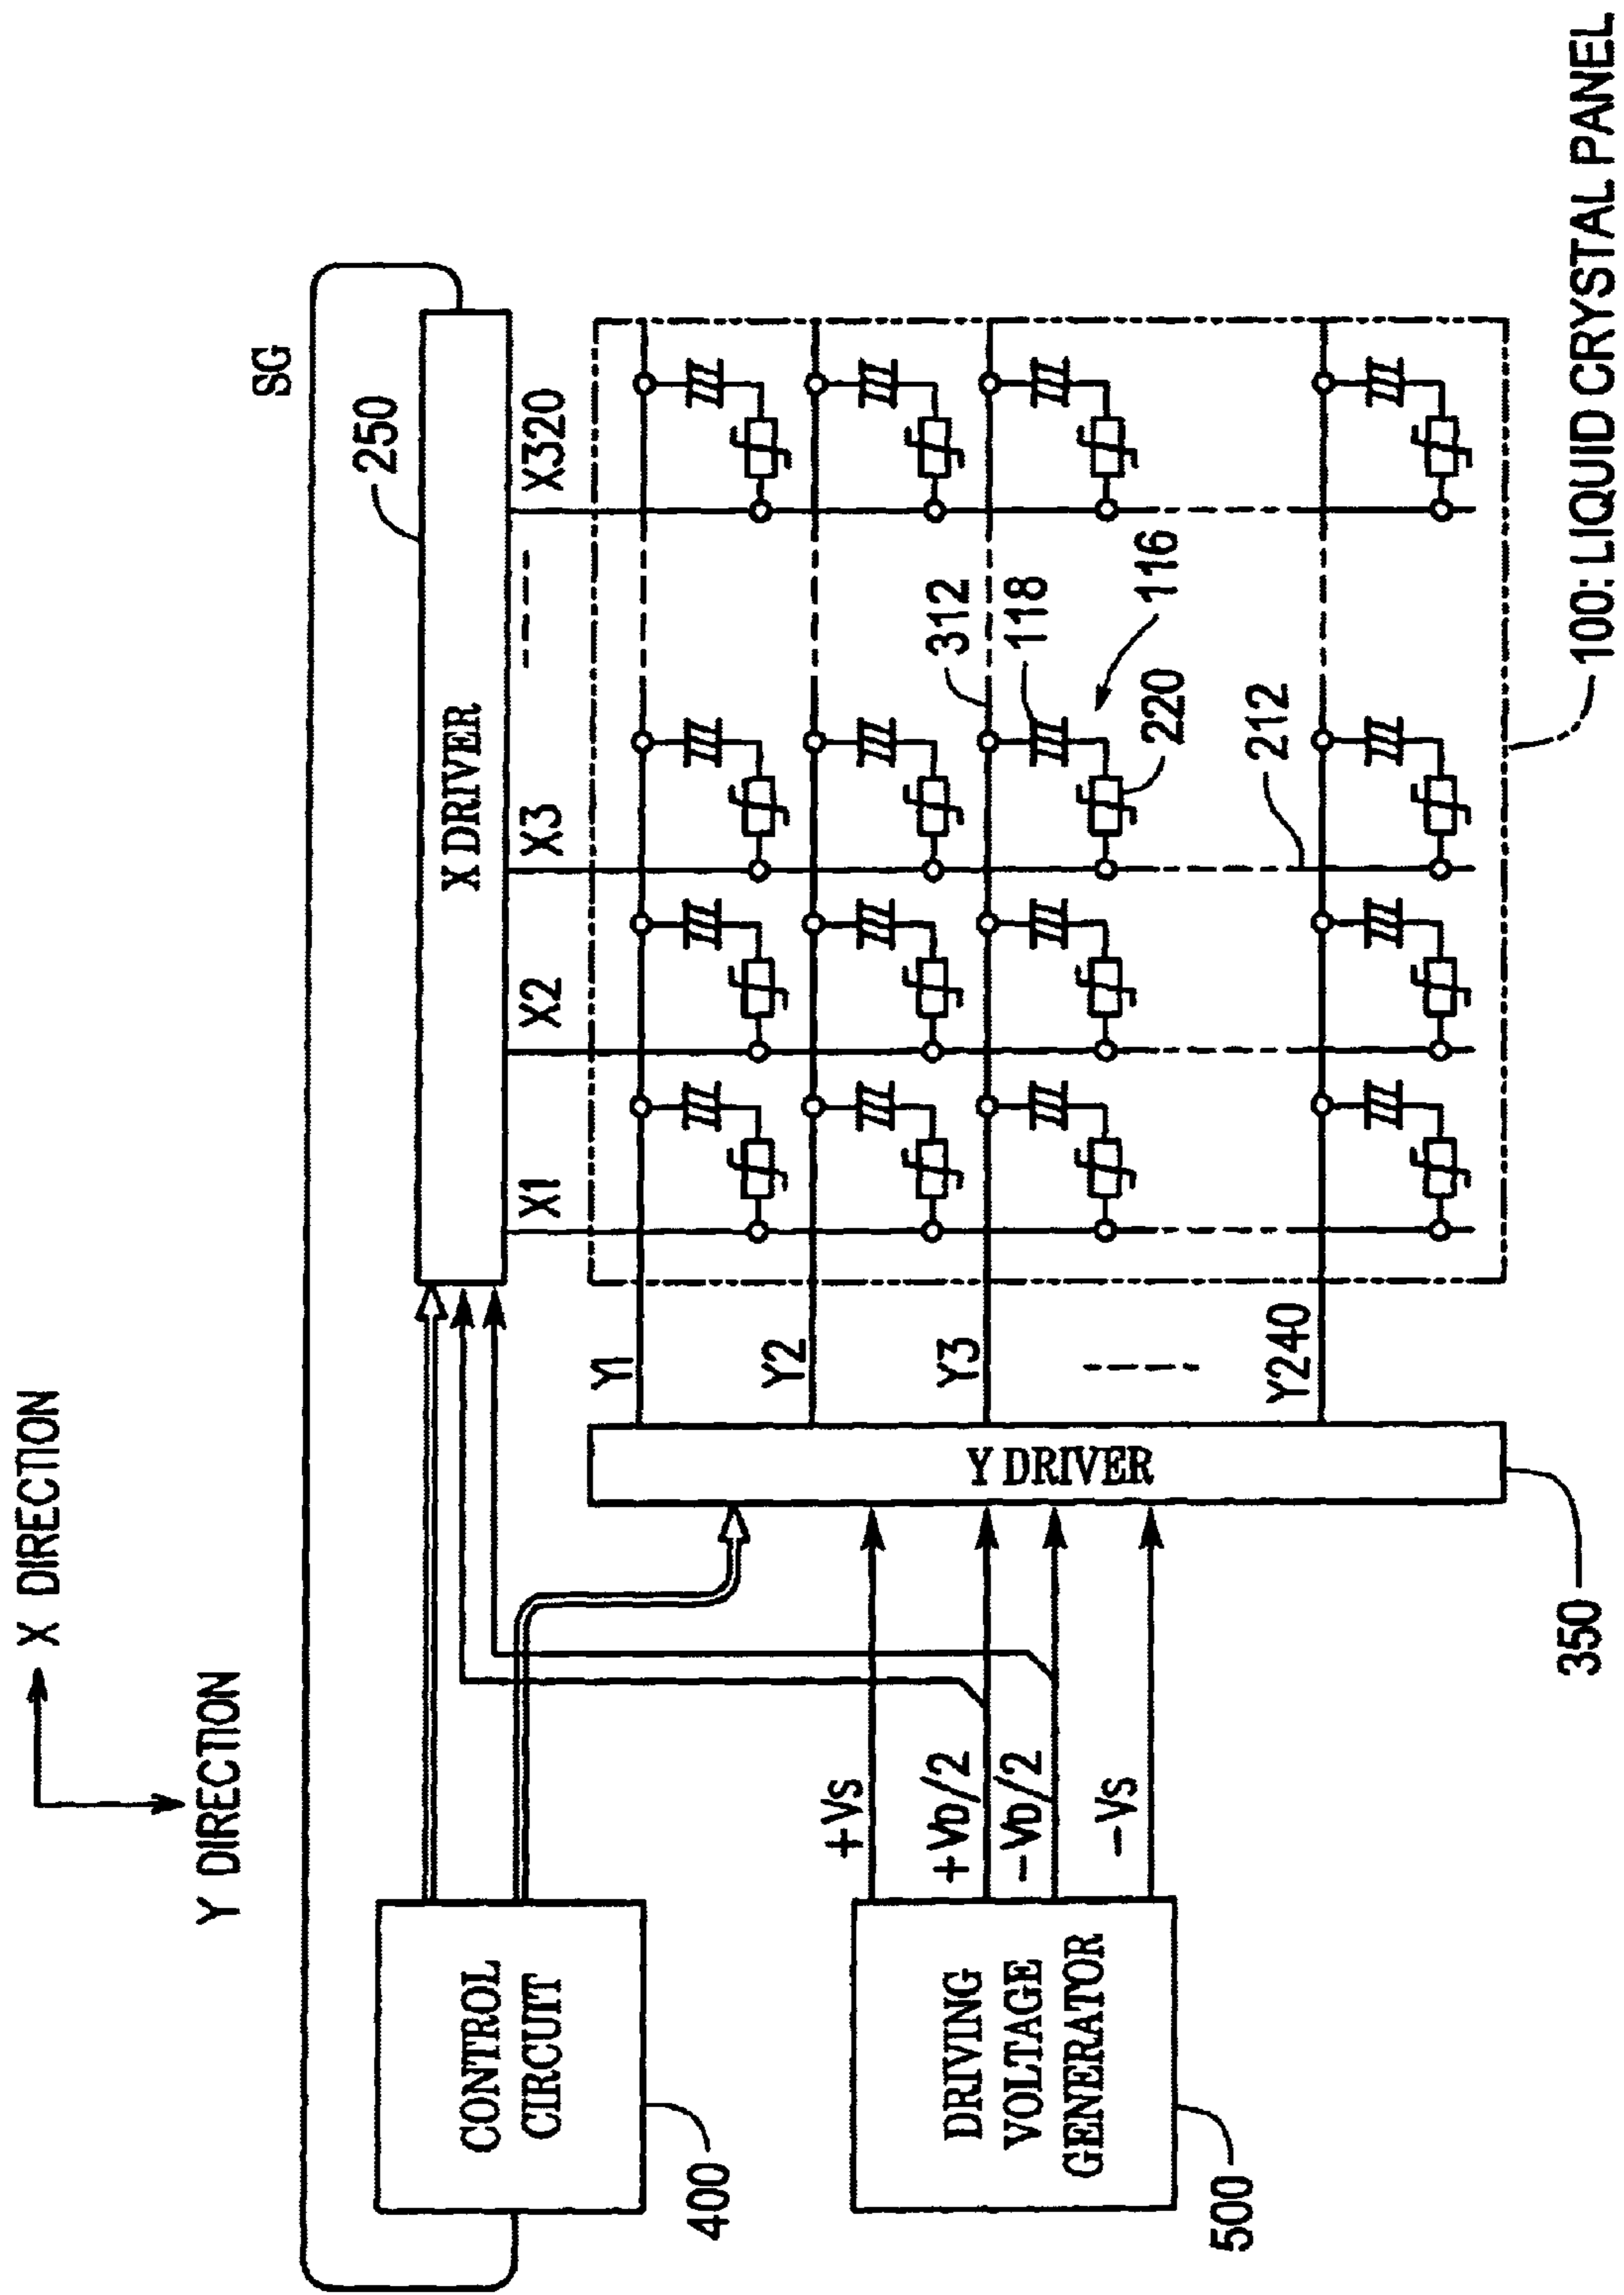 X DIRECTION
Y DIRECTION
SG
250
X DRIVER
X1
X2
X3
X320
CONTROL
CIRCUIT
400
Y1
Y2
Y3
Y240
312
118
116
220
212
Y DRIVER
350
+VS
+VD/2
−VD/2
−VS
DRIVING
VOLTAGE
GENERATOR
500
100: LIQUID CRYSTAL PANEL